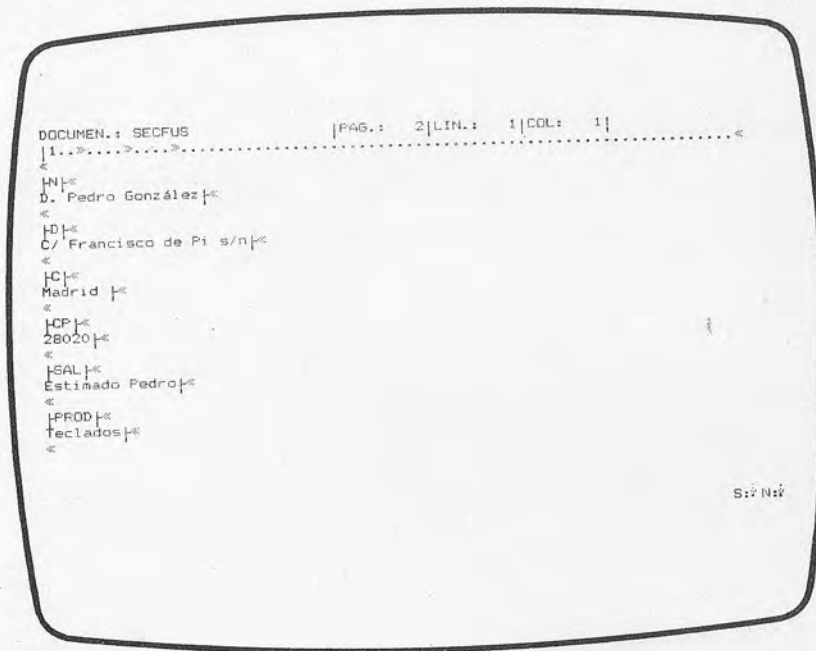 DOCUMEN.: SECFUS |PAG.: 2|LIN.: 1|COL: 1|
|1..»....»....».......................................................................«
«
├N├«
D. Pedro González├«
«
├D├«
C/ Francisco de Pi s/n├«
«
├C├«
Madrid ├«
«
├CP├«
28020├«
«
├SAL├«
Estimado Pedro├«
«
├PROD├«
Teclados├«
«
S: N: